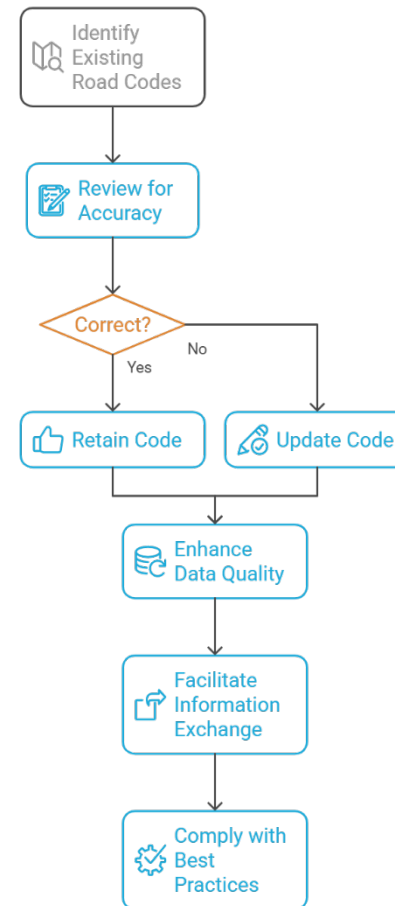 Identify
Existing
Road Codes
Review for
Accuracy
Correct?
No
Yes
Retain Code
Update Code
Enhance
Data Quality
Facilitate
Information
Exchange
Comply with
Best
Practices